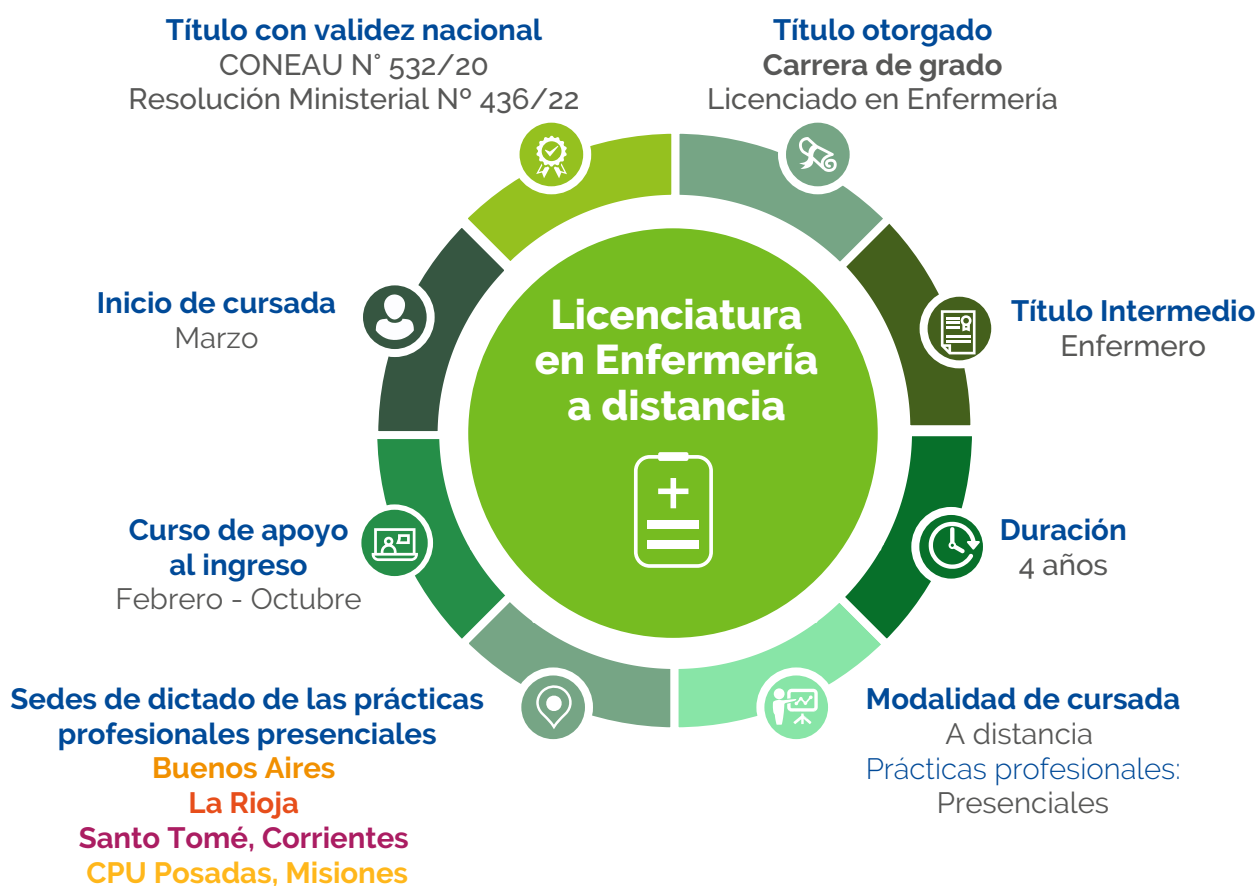 Título con validez nacional
CONEAU N° 532/20
Resolución Ministerial Nº 436/22
Título otorgado
Carrera de grado
Licenciado en Enfermería
Inicio de cursada
Marzo
Licenciatura
en Enfermería
a distancia
Título Intermedio
Enfermero
Curso de apoyo
al ingreso
Febrero - Octubre
Duración
4 años
Sedes de dictado de las prácticas
profesionales presenciales
Buenos Aires
La Rioja
Santo Tomé, Corrientes
CPU Posadas, Misiones
Modalidad de cursada
A distancia
Prácticas profesionales:
Presenciales